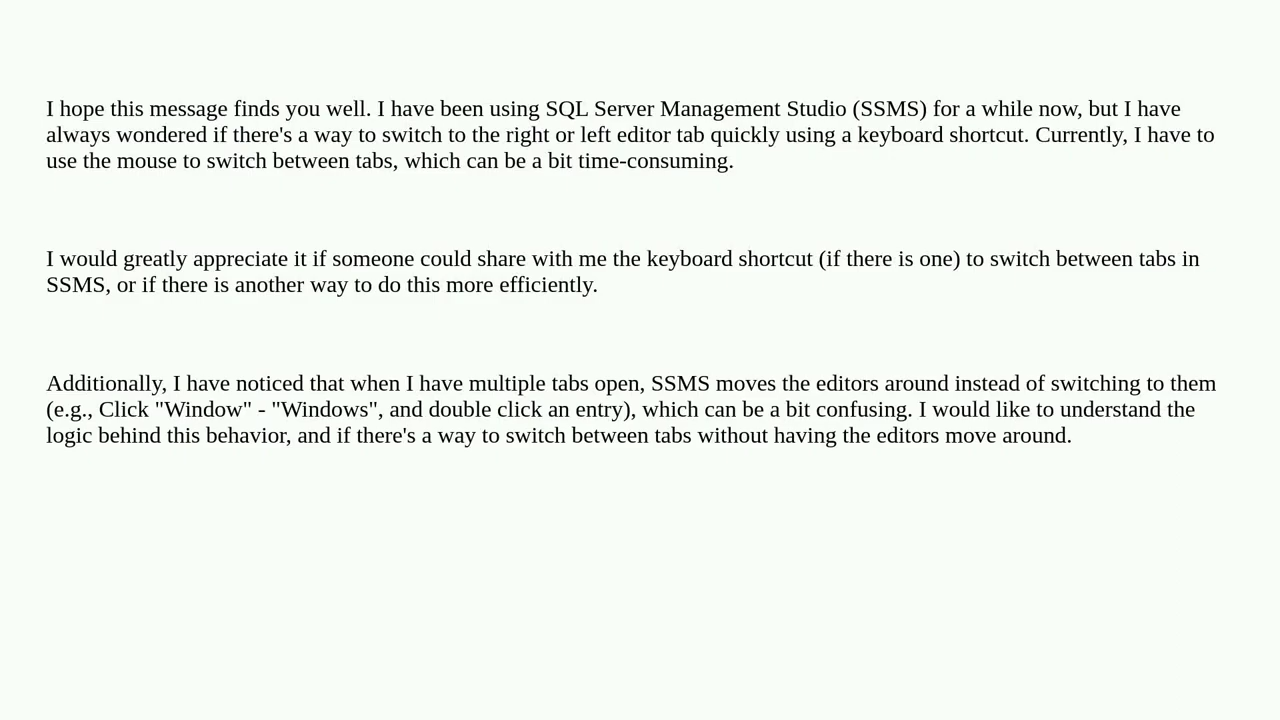 I hope this message finds you well. I have been using SQL Server Management Studio (SSMS) for a while now, but I have
always wondered if there's a way to switch to the right or left editor tab quickly using a keyboard shortcut. Currently, I have to
use the mouse to switch between tabs, which can be a bit time-consuming.
I would greatly appreciate it if someone could share with me the keyboard shortcut (if there is one) to switch between tabs in
SSMS, or if there is another way to do this more efficiently.
Additionally, I have noticed that when I have multiple tabs open, SSMS moves the editors around instead of switching to them
(e.g., Click "Window" - "Windows", and double click an entry), which can be a bit confusing. I would like to understand the
logic behind this behavior, and if there's a way to switch between tabs without having the editors move around.